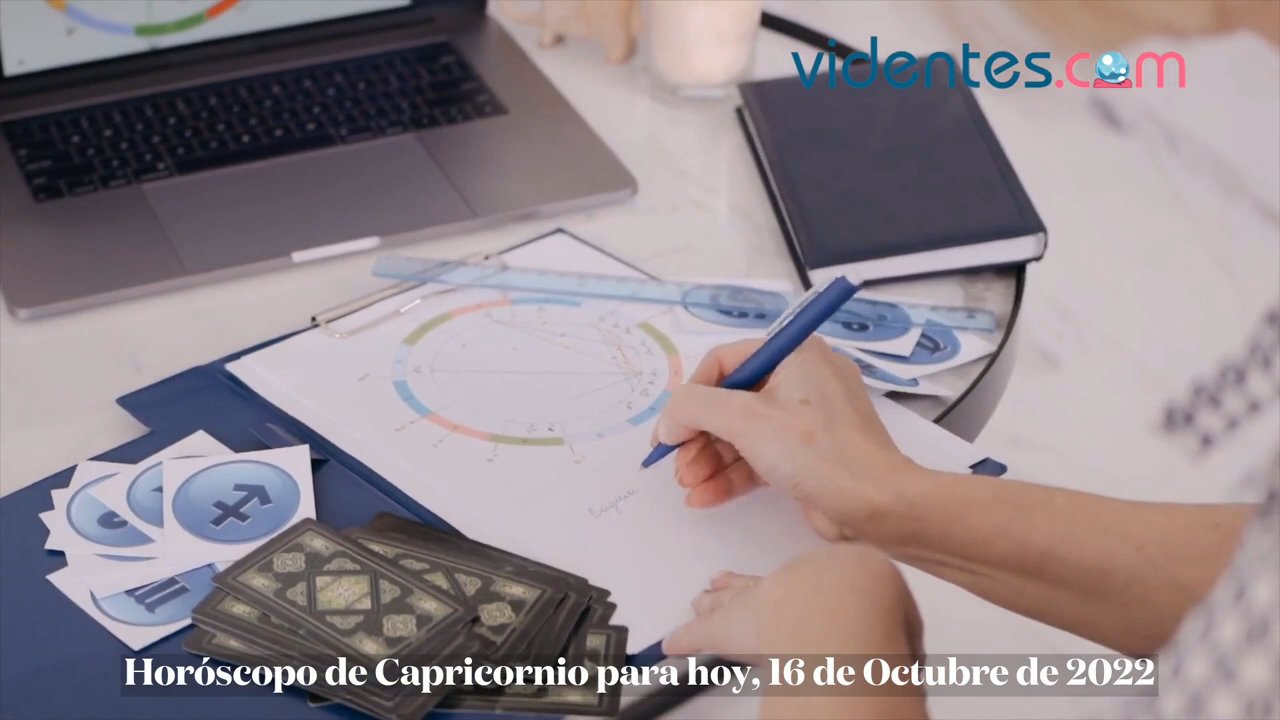 videntes.com
Horóscopo de Capricornio para hoy, 16 de Octubre de 2022